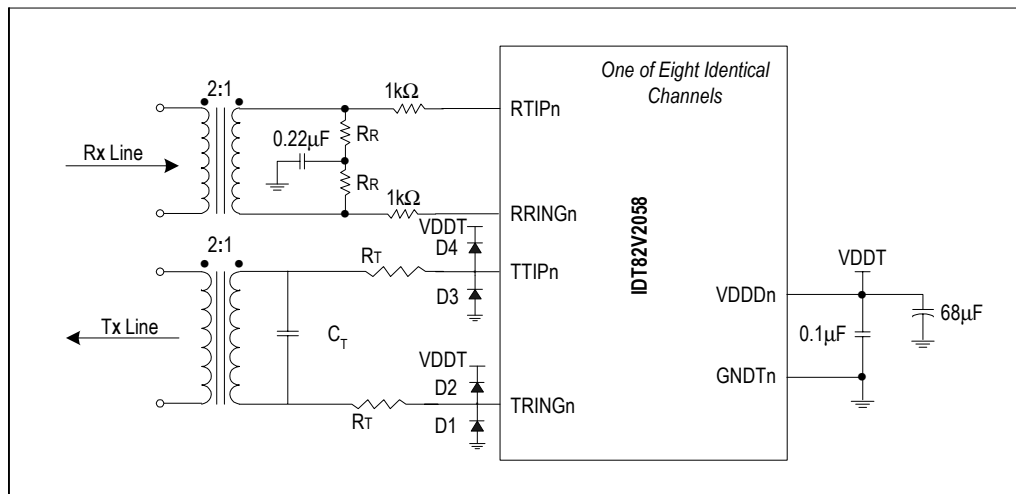 One of Eight Identical
Channels
2:1
1kΩ
RTIPn
RR
0.22µF
Rx Line
RR
1kΩ
RRINGn
VDDT
D4
2:1
RT
TTIPn
D3
IDT82V2058
VDDT
VDDDn
68µF
0.1µF
Tx Line
CT
VDDT
D2
GNDTn
TRINGn
RT
D1